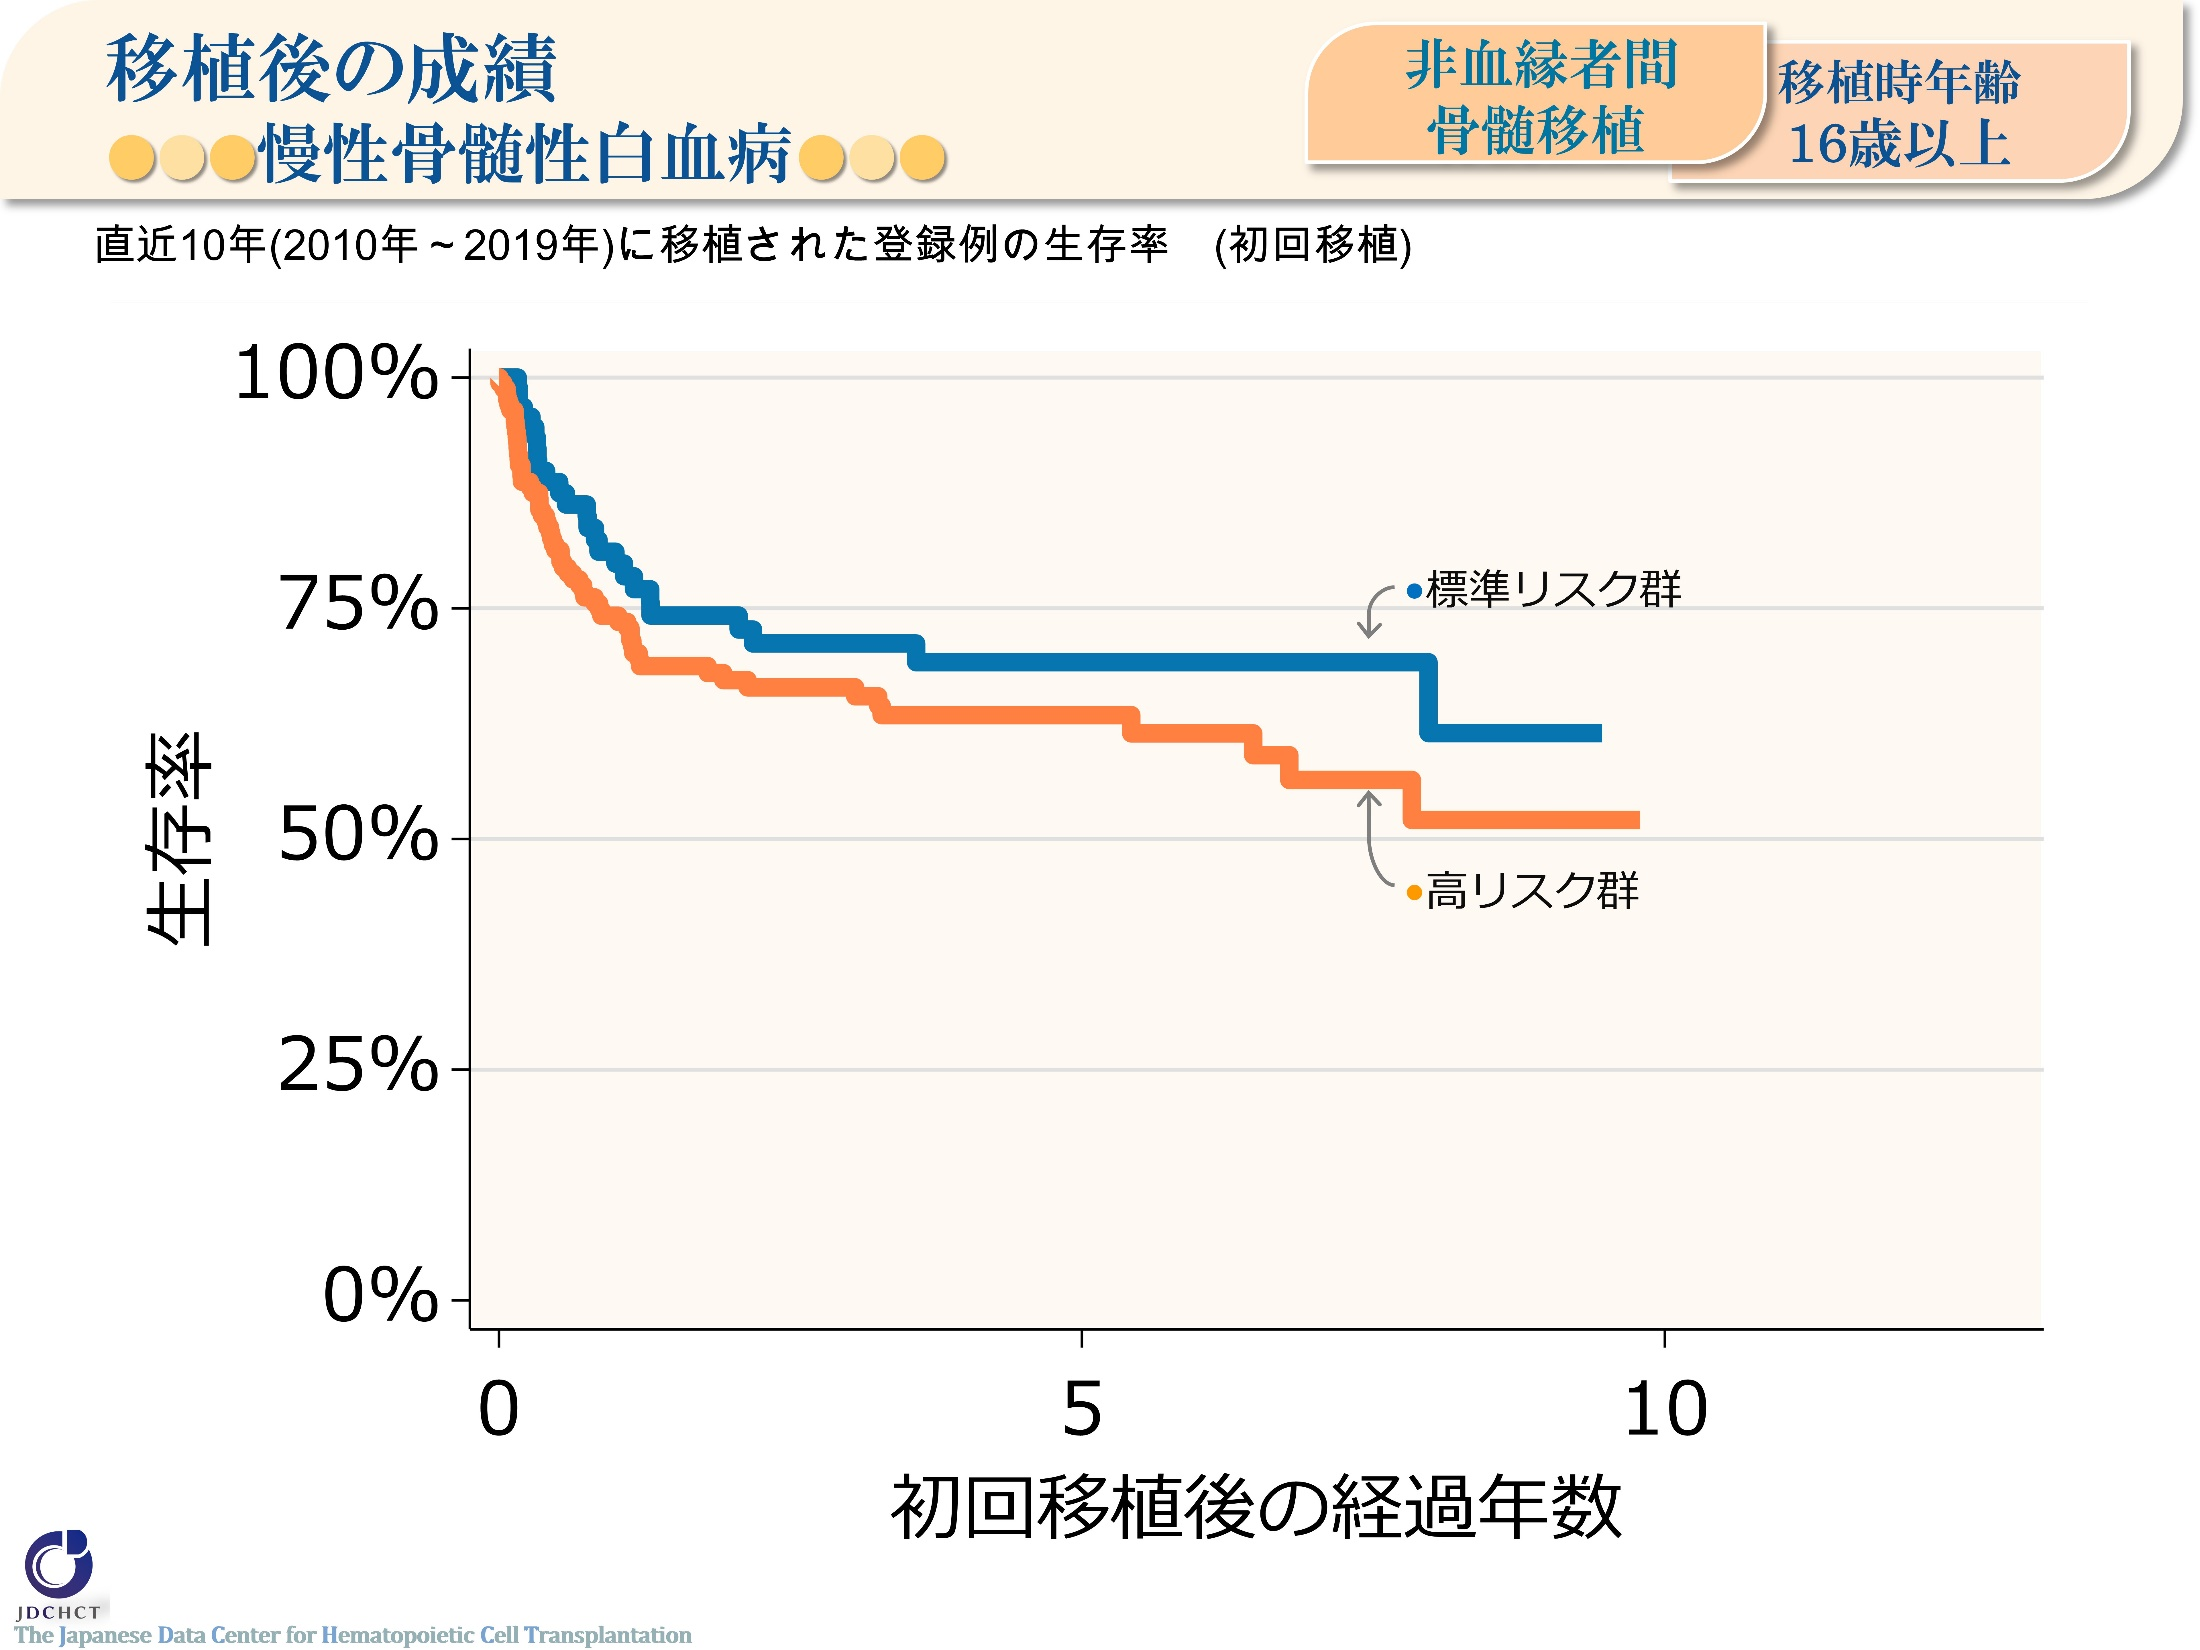 移植後の成績
慢性骨髄性白血病
非血縁者間
骨髄移植
移植時年齢
16歳以上
直近10年(2010年～2019年)に移植された登録例の生存率　(初回移植)
100%
75%
50%
25%
0%
生存率
標準リスク群
高リスク群
0
5
10
初回移植後の経過年数
JDCHCT
The Japanese Data Center for Hematopoietic Cell Transplantation